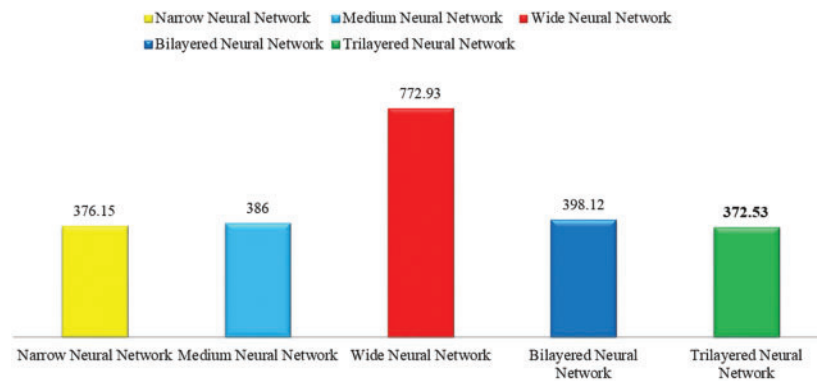 Narrow Neural Network Medium Neural Network Wide Neural Network
Bilayered Neural Network Trilayered Neural Network
772.93
376.15
386
398.12
372.53
Narrow Neural Network
Medium Neural Network
Wide Neural Network
Bilayered Neural
Network
Trilayered Neural
Network